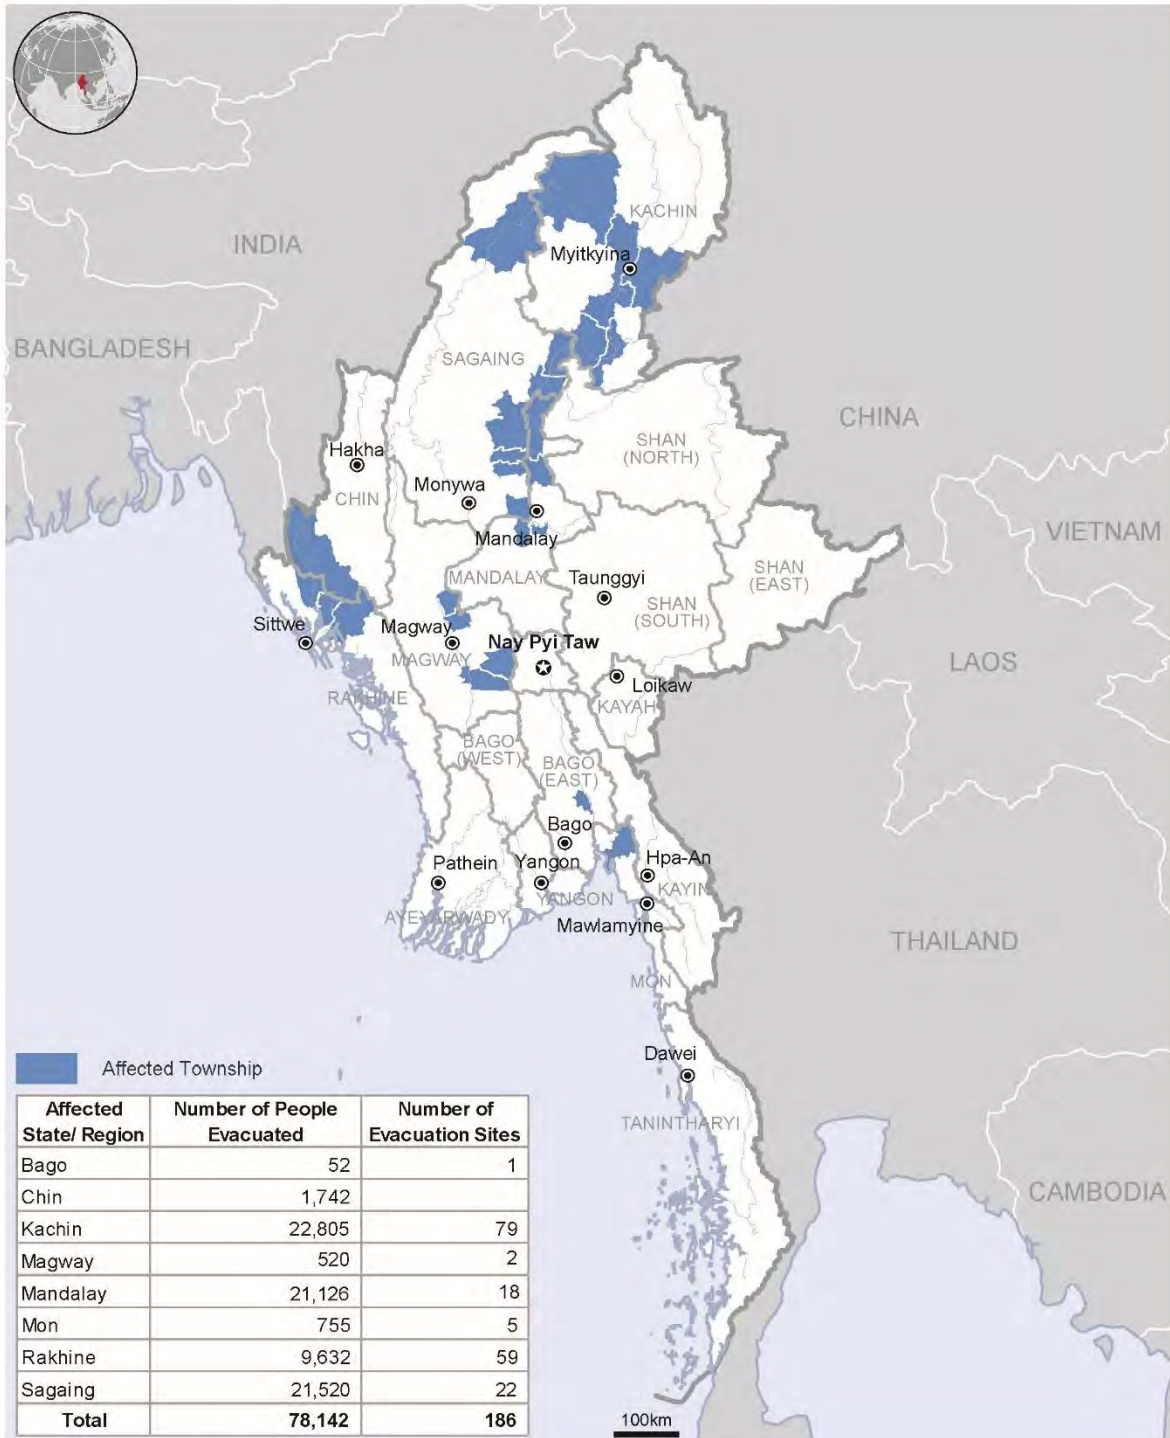 KACHIN
INDIA
Myitkyina
BANGLADESH
SAGAING
CHINA
Hakha
SHAN
(NORTH)
CHIN
Monywa
VIETNAM
Mandalay
MANDALAY
Taunggyi
SHAN
(EAST)
SHAN
(SOUTH)
Sittwe
Magway
Nay Pyi Taw
MAGWAY
LAOS
Loikaw
RAKHINE
KAYAH
BAGO
(WEST)
BAGO
(EAST)
Bago
Pathein
Yangon
Hpa-An
KAYIN
YANGON
AYEYARWADY
Mawlamyine
THAILAND
MON
Dawei
Affected Township
TANINTHARYI
CAMBODIA
Affected State/ Region Number of People Evacuated Number of Evacuation Sites
Bago 52 1
Chin 1,742
Kachin 22,805 79
Magway 520 2
Mandalay 21,126 18
Mon 755 5
Rakhine 9,632 59
Sagaing 21,520 22
Total 78,142 186
100km